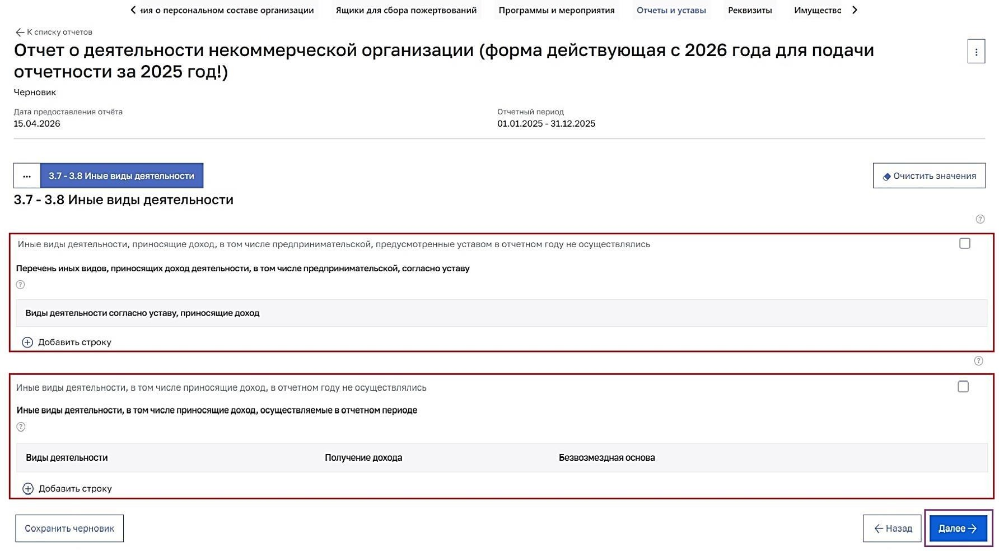 ния о персональном составе организации Ящики для сбора пожертвований Программы и мероприятия Отчеты и уставы Реквизиты Имущество
К списку отчетов
Отчет о деятельности некоммерческой организации (форма действующая с 2026 года для подачи
отчетности за 2025 год!)
Черновик
Дата предоставления отчёта Отчетный период
15.04.2026 01.01.2025 - 31.12.2025
... 3.7 - 3.8 Иные виды деятельности Очистить значения
3.7 - 3.8 Иные виды деятельности
?
Иные виды деятельности, приносящие доход, в том числе предпринимательской, предусмотренные уставом в отчетном году не осуществлялись
Перечень иных видов, приносящих доход деятельности, в том числе предпринимательской, согласно уставу
?
Виды деятельности согласно уставу, приносящие доход
Добавить строку
?
Иные виды деятельности, в том числе приносящие доход, в отчетном году не осуществлялись
Иные виды деятельности, в том числе приносящие доход, осуществляемые в отчетном периоде
?
Виды деятельности Получение дохода Безвозмездная основа
Добавить строку
Сохранить черновик Назад Далее